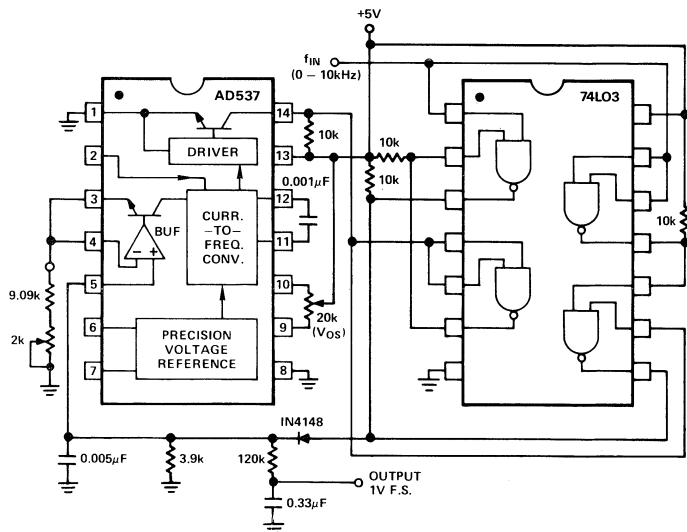 +5V
fIN
(0 – 10kHz)
AD537
74LO3
1
14
10k
DRIVER
2
13
10k
10k
0.001μF
3
12
BUF
CURR.
–TO–
FREQ.
CONV.
10k
4
11
– +
5
10
9.09k
20k
(VOS)
6
9
2k
PRECISION
VOLTAGE
REFERENCE
7
8
IN4148
0.005μF
3.9k
120k
OUTPUT
1V F.S.
0.33μF